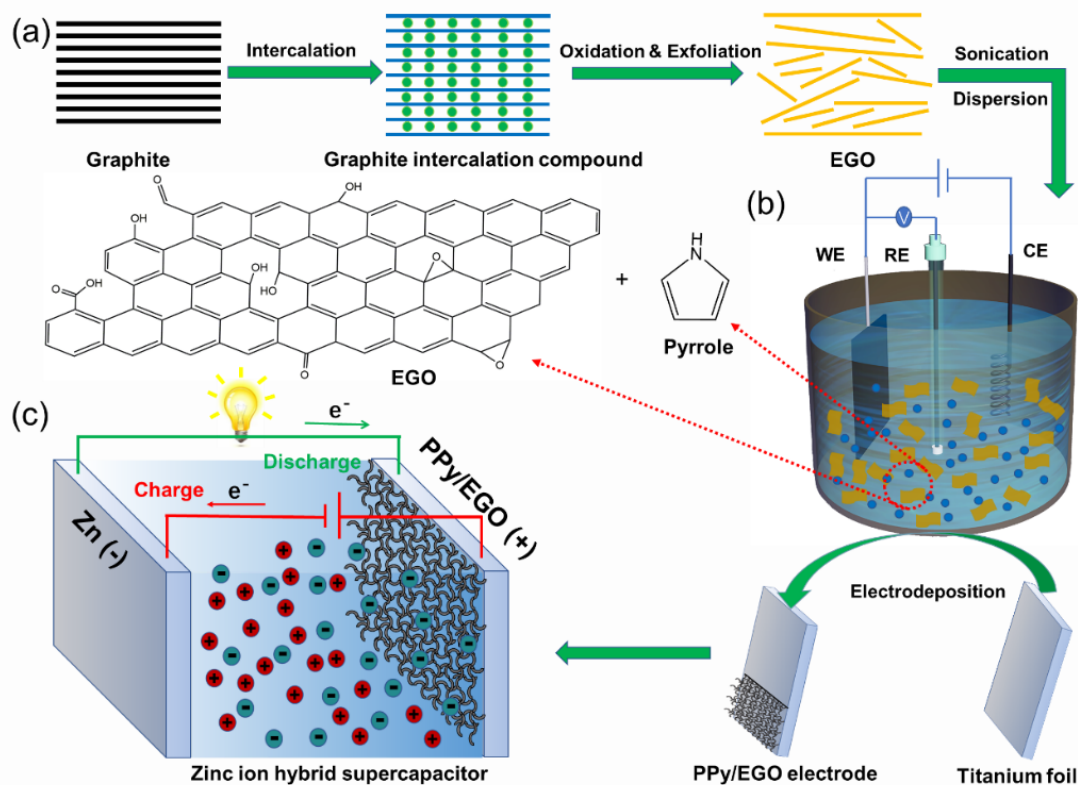 (a)
Intercalation
Oxidation & Exfoliation
Sonication
Dispersion
Graphite
Graphite intercalation compound
EGO
(b)
O
OH
OH
OH
HO
O
OH
O
O
O
EGO
+
H
N
Pyrrole
V
WE
RE
CE
(c)
e⁻
Discharge
Charge
e⁻
Zn (-)
PPy/EGO (+)
Zinc ion hybrid supercapacitor
Electrodeposition
PPy/EGO electrode
Titanium foil